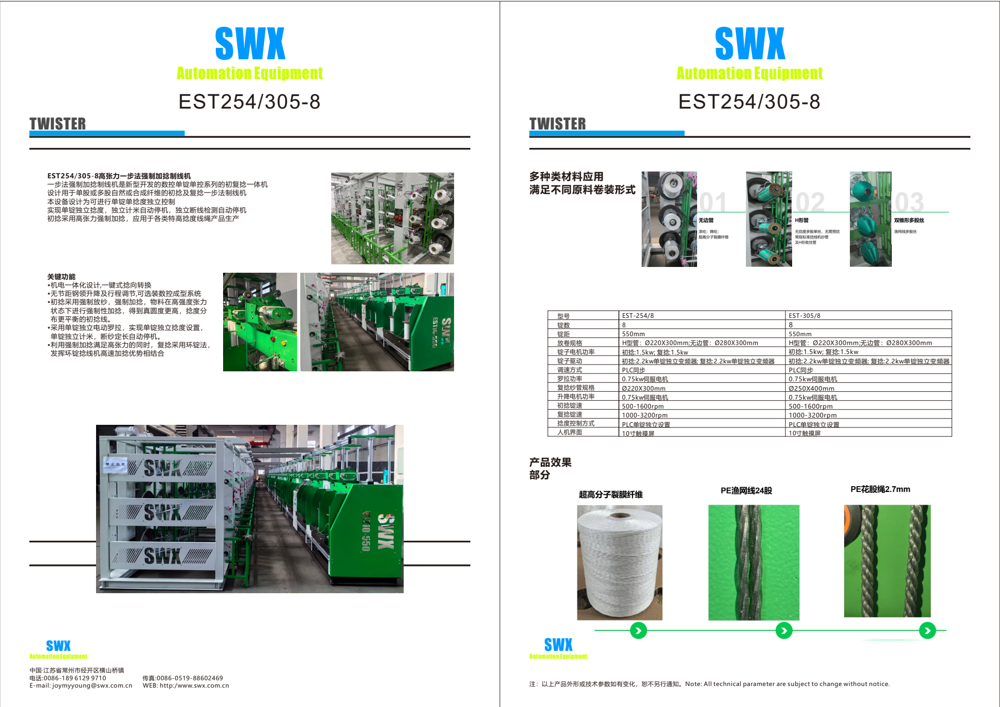 SWX
Automation Equipment
EST254/305-8
TWISTER
EST254/305-8高张力一步法强制加捻制线机
一步法强制加捻制线机是新型开发的数控单锭单控系列的初复捻一体机
设计用于单股或多股自然或合成纤维的初捻及复捻一步法制线机
本设备设计为可进行单锭单捻度独立控制
实现单锭独立捻度，独立计米自动停机，独立断线检测自动停机
初捻采用高张力强制加捻，应用于各类特高捻度线绳产品生产
关键功能
•机电一体化设计,一键式捻向转换
•无节距钢领升降及行程调节,可选装数控成型系统
•初捻采用强制放纱，强制加捻，物料在高强度张力
状态下进行强制性加捻，得到真圆度更高，捻度分
布更平衡的初捻线。
•采用单锭独立电动罗拉，实现单锭独立捻度设置，
单锭独立计米，断纱定长自动停机。
•利用强制加捻满足高张力的同时，复捻采用环锭法，
发挥环锭捻线机高速加捻优势相结合
SWX
EST10-550
禁止拍照
SWX
SWX
SWX
SWX
EST10-550
SWX
Automation Equipment
中国·江苏省常州市经开区横山桥镇
电话:0086-189 6129 9710 传真:0086-0519-88602469
E-mail: joymyyoung@swx.com.cn WEB: http:/www.swx.com.cn
SWX
Automation Equipment
EST254/305-8
TWISTER
多种类材料应用
满足不同原料卷装形式
01
无边管
涤纶；锦纶；
超高分子裂膜纤维
02
H形管
无捻度多股单丝，无需预捻
常规标准捻线机纱管
及H形收丝管
03
双锥形多股丝
渔网线多股丝
型号 EST-254/8 EST-305/8
锭数 8 8
锭距 550mm 550mm
放卷规格 H型管：Ø220X300mm;无边管：Ø280X300mm H型管：Ø220X300mm;无边管：Ø280X300mm
锭子电机功率 初捻:1.5kw; 复捻:1.5kw 初捻:1.5kw; 复捻:1.5kw
锭子驱动 初捻:2.2kw单锭独立变频器; 复捻:2.2kw单锭独立变频器 初捻:2.2kw单锭独立变频器; 复捻:2.2kw单锭独立变频器
调速方式 PLC同步 PLC同步
罗拉功率 0.75kw伺服电机 0.75kw伺服电机
复捻纱管规格 Ø220X300mm Ø250X400mm
升降电机功率 0.75kw伺服电机 0.75kw伺服电机
初捻锭速 500-1600rpm 500-1600rpm
复捻锭速 1000-3200rpm 1000-3200rpm
捻度控制方式 PLC单锭独立设置 PLC单锭独立设置
人机界面 10寸触摸屏 10寸触摸屏
产品效果
部分
超高分子裂膜纤维
PE渔网线24股
PE花股绳2.7mm
SWX
Automation Equipment
注：以上产品外形或技术参数如有变化，恕不另行通知。Note: All technical parameter are subject to change without notice.